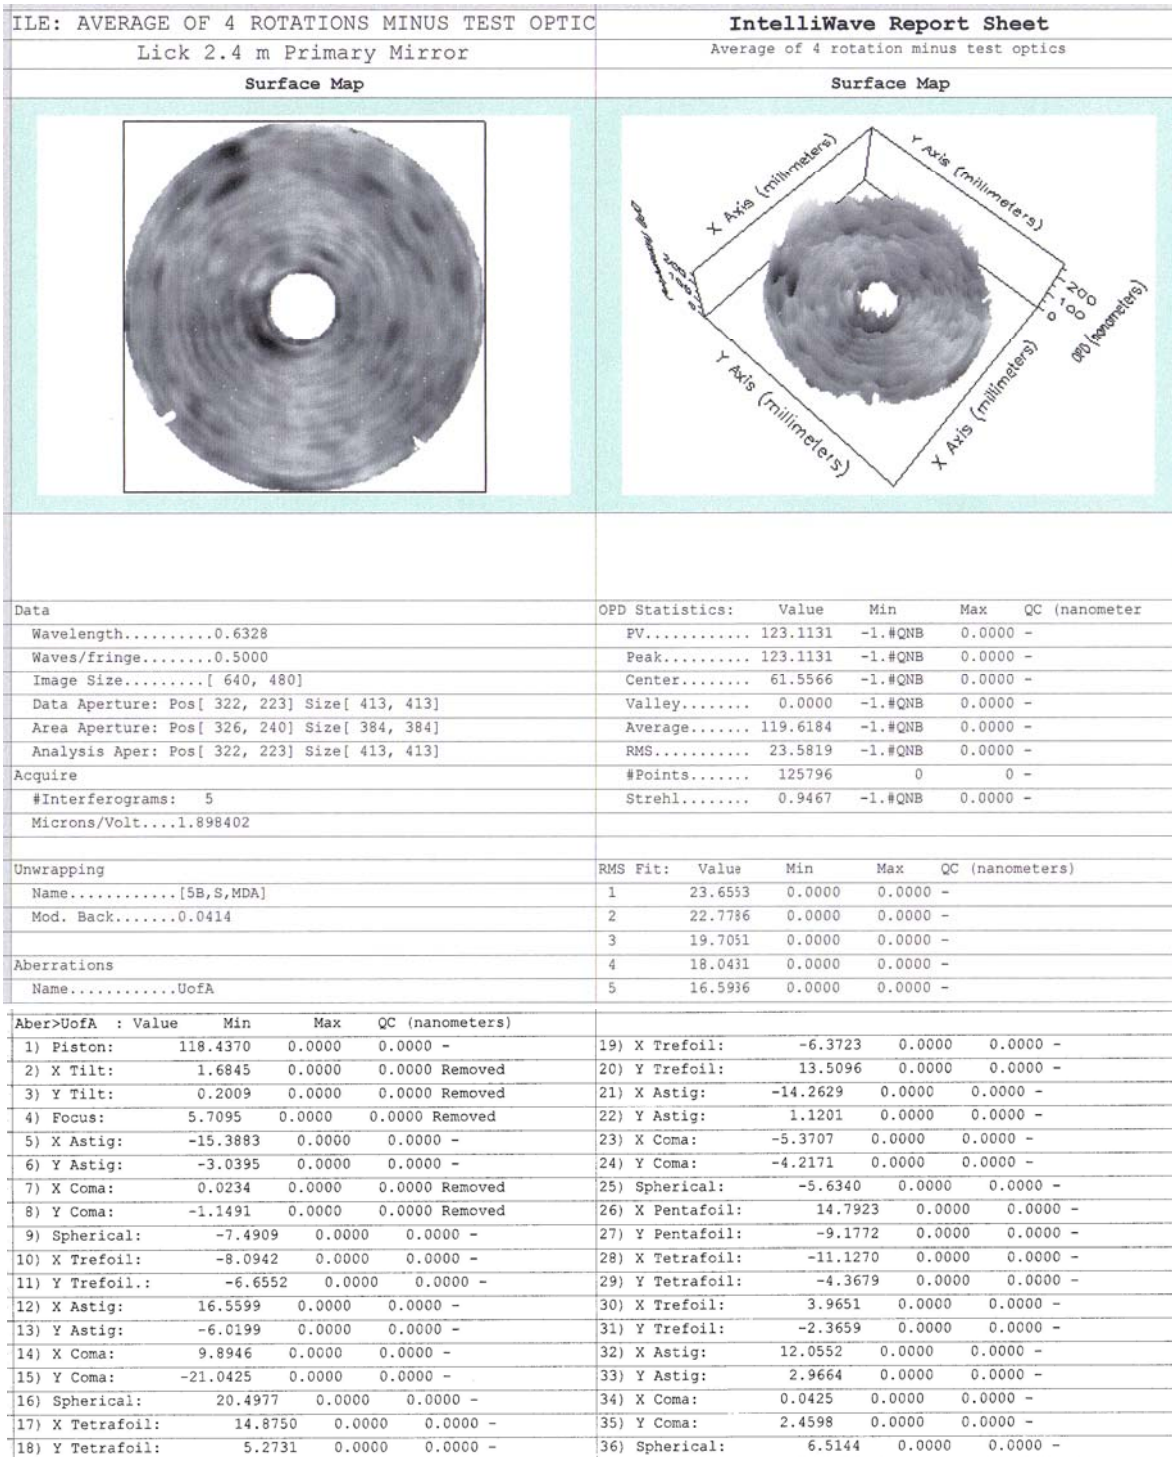 ILE: AVERAGE OF 4 ROTATIONS MINUS TEST OPTIC
Lick 2.4 m Primary Mirror
Surface Map
IntelliWave Report Sheet
Average of 4 rotation minus test optics
Surface Map
X Axis (millimeters)
Y Axis (millimeters)
Y Axis (millimeters)
X Axis (millimeters)
200
100
0
OPD (nanometers)
Data
Wavelength..........0.6328
Waves/fringe........0.5000
Image Size.........[ 640, 480]
Data Aperture: Pos[ 322, 223] Size[ 413, 413]
Area Aperture: Pos[ 326, 240] Size[ 384, 384]
Analysis Aper: Pos[ 322, 223] Size[ 413, 413]
Acquire
#Interferograms: 5
Microns/Volt....1.898402
Unwrapping
Name............[5B,S,MDA]
Mod. Back.......0.0414
Aberrations
Name............UofA
OPD Statistics: Value Min Max QC (nanometer
PV............ 123.1131 -1.#QNB 0.0000 -
Peak.......... 123.1131 -1.#QNB 0.0000 -
Center........ 61.5566 -1.#QNB 0.0000 -
Valley........ 0.0000 -1.#QNB 0.0000 -
Average....... 119.6184 -1.#QNB 0.0000 -
RMS........... 23.5819 -1.#QNB 0.0000 -
#Points....... 125796 0 0 -
Strehl........ 0.9467 -1.#QNB 0.0000 -
RMS Fit: Value Min Max QC (nanometers)
1 23.6553 0.0000 0.0000 -
2 22.7786 0.0000 0.0000 -
3 19.7051 0.0000 0.0000 -
4 18.0431 0.0000 0.0000 -
5 16.5936 0.0000 0.0000 -
Aber>UofA : Value Min Max QC (nanometers)
1) Piston: 118.4370 0.0000 0.0000 -
2) X Tilt: 1.6845 0.0000 0.0000 Removed
3) Y Tilt: 0.2009 0.0000 0.0000 Removed
4) Focus: 5.7095 0.0000 0.0000 Removed
5) X Astig: -15.3883 0.0000 0.0000 -
6) Y Astig: -3.0395 0.0000 0.0000 -
7) X Coma: 0.0234 0.0000 0.0000 Removed
8) Y Coma: -1.1491 0.0000 0.0000 Removed
9) Spherical: -7.4909 0.0000 0.0000 -
10) X Trefoil: -8.0942 0.0000 0.0000 -
11) Y Trefoil.: -6.6552 0.0000 0.0000 -
12) X Astig: 16.5599 0.0000 0.0000 -
13) Y Astig: -6.0199 0.0000 0.0000 -
14) X Coma: 9.8946 0.0000 0.0000 -
15) Y Coma: -21.0425 0.0000 0.0000 -
16) Spherical: 20.4977 0.0000 0.0000 -
17) X Tetrafoil: 14.8750 0.0000 0.0000 -
18) Y Tetrafoil: 5.2731 0.0000 0.0000 -
19) X Trefoil: -6.3723 0.0000 0.0000 -
20) Y Trefoil: 13.5096 0.0000 0.0000 -
21) X Astig: -14.2629 0.0000 0.0000 -
22) Y Astig: 1.1201 0.0000 0.0000 -
23) X Coma: -5.3707 0.0000 0.0000 -
24) Y Coma: -4.2171 0.0000 0.0000 -
25) Spherical: -5.6340 0.0000 0.0000 -
26) X Pentafoil: 14.7923 0.0000 0.0000 -
27) Y Pentafoil: -9.1772 0.0000 0.0000 -
28) X Tetrafoil: -11.1270 0.0000 0.0000 -
29) Y Tetrafoil: -4.3679 0.0000 0.0000 -
30) X Trefoil: 3.9651 0.0000 0.0000 -
31) Y Trefoil: -2.3659 0.0000 0.0000 -
32) X Astig: 12.0552 0.0000 0.0000 -
33) Y Astig: 2.9664 0.0000 0.0000 -
34) X Coma: 0.0425 0.0000 0.0000 -
35) Y Coma: 2.4598 0.0000 0.0000 -
36) Spherical: 6.5144 0.0000 0.0000 -